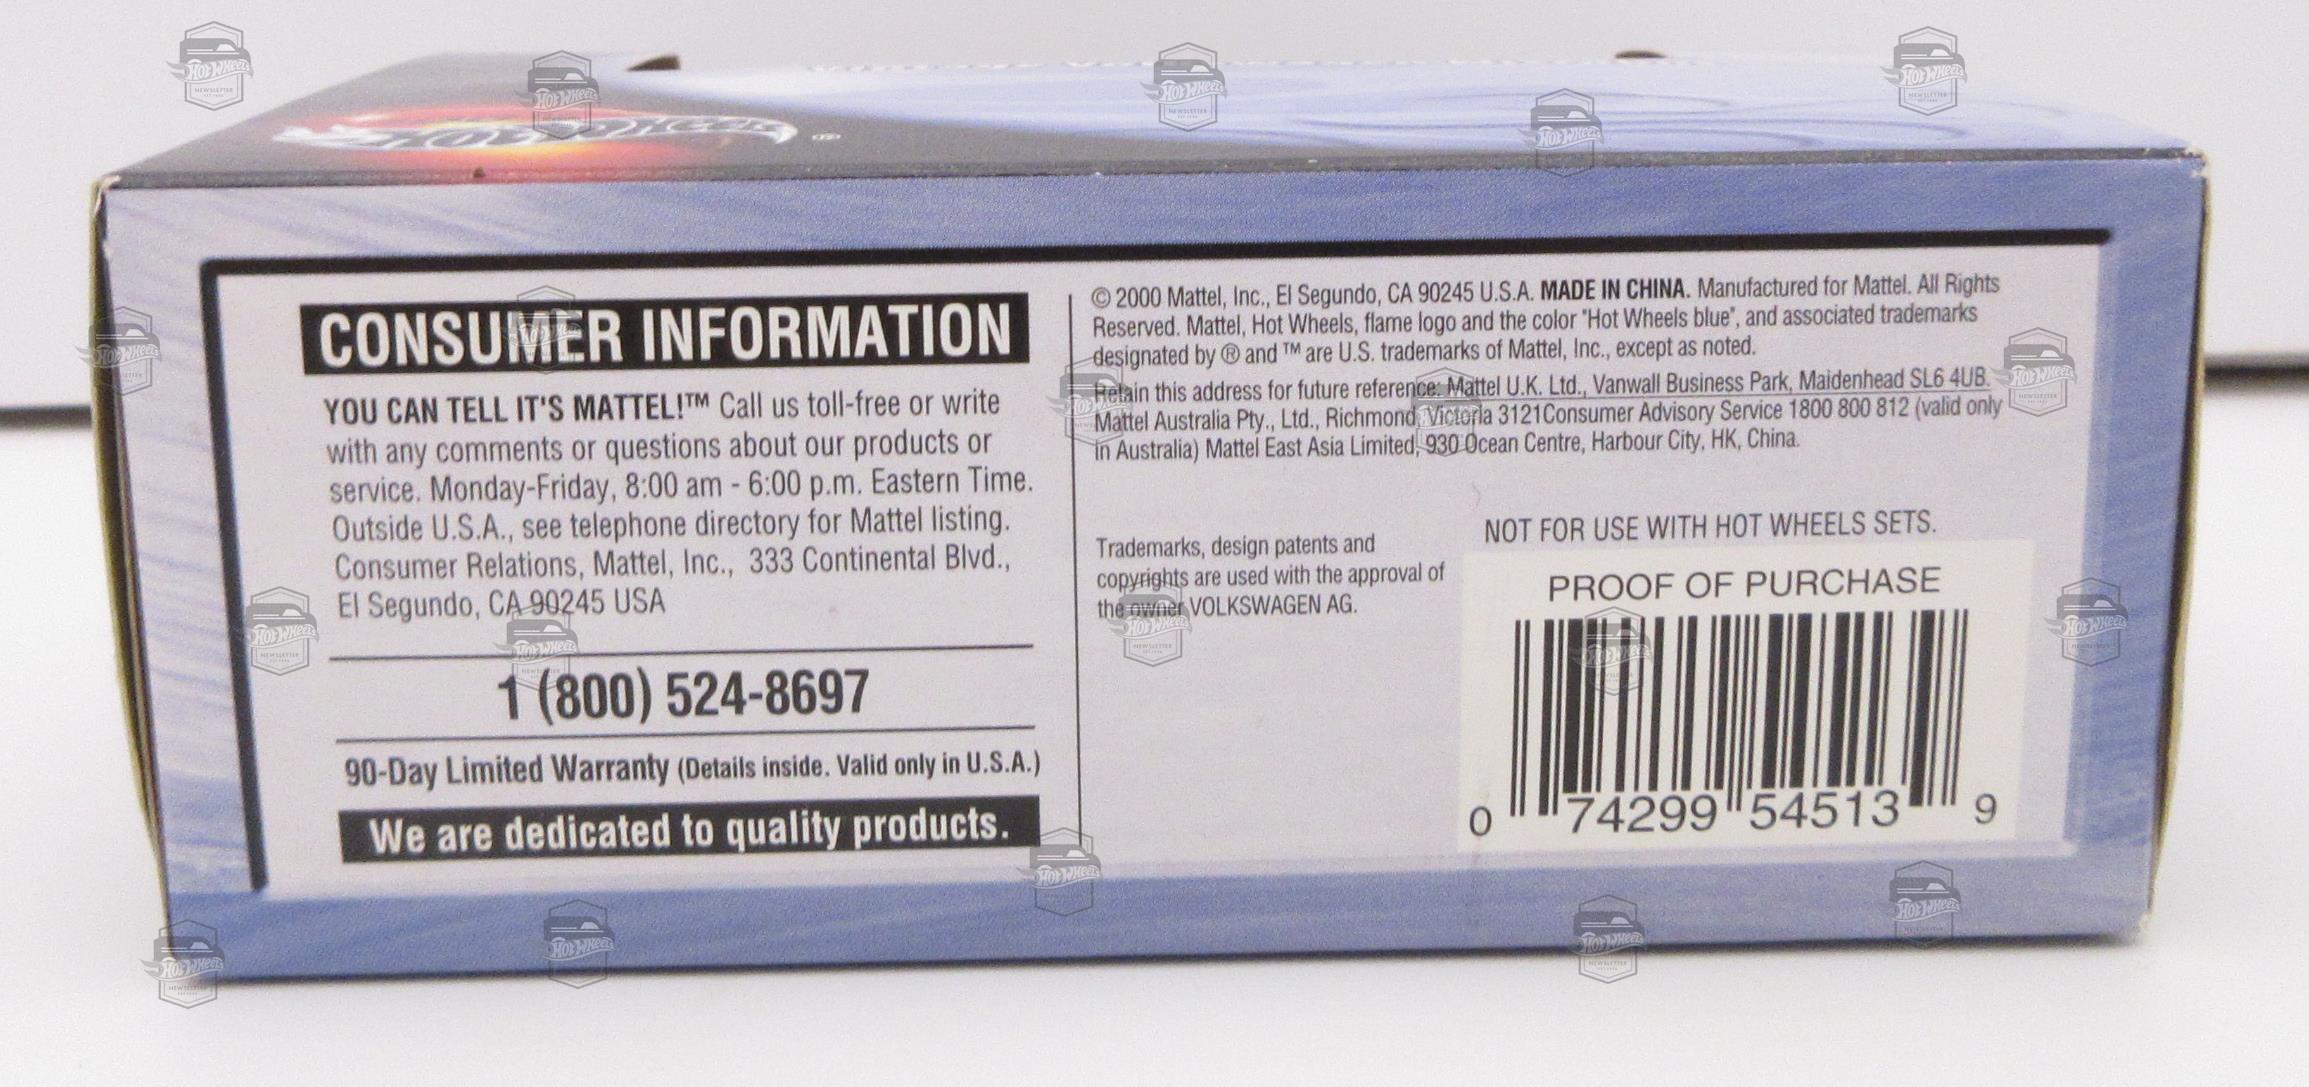 HOT WHEELS ®
CONSUMER INFORMATION
YOU CAN TELL IT'S MATTEL!™ Call us toll-free or write
with any comments or questions about our products or
service. Monday-Friday, 8:00 am - 6:00 p.m. Eastern Time.
Outside U.S.A., see telephone directory for Mattel listing.
Consumer Relations, Mattel, Inc., 333 Continental Blvd.,
El Segundo, CA 90245 USA
1 (800) 524-8697
90-Day Limited Warranty (Details inside. Valid only in U.S.A.)
We are dedicated to quality products.
© 2000 Mattel, Inc., El Segundo, CA 90245 U.S.A. MADE IN CHINA. Manufactured for Mattel. All Rights
Reserved. Mattel, Hot Wheels, flame logo and the color "Hot Wheels blue", and associated trademarks
designated by ® and ™ are U.S. trademarks of Mattel, Inc., except as noted.
Retain this address for future reference: Mattel U.K. Ltd., Vanwall Business Park, Maidenhead SL6 4UB.
Mattel Australia Pty., Ltd., Richmond, Victoria 3121Consumer Advisory Service 1800 800 812 (valid only
in Australia) Mattel East Asia Limited, 930 Ocean Centre, Harbour City, HK, China.
Trademarks, design patents and
copyrights are used with the approval of
the owner VOLKSWAGEN AG.
NOT FOR USE WITH HOT WHEELS SETS.
PROOF OF PURCHASE
0 74299 54513 9